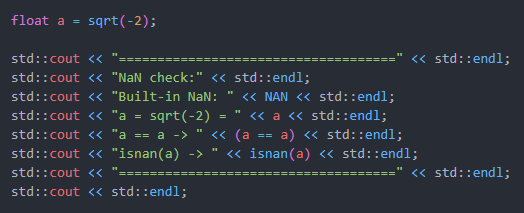 float a = sqrt(-2);
std::cout << "====================================" << std::endl;
std::cout << "NaN check:" << std::endl;
std::cout << "Built-in NaN: " << NAN << std::endl;
std::cout << "a = sqrt(-2) = " << a << std::endl;
std::cout << "a == a -> " << (a == a) << std::endl;
std::cout << "isnan(a) -> " << isnan(a) << std::endl;
std::cout << "====================================" << std::endl;
std::cout << std::endl;